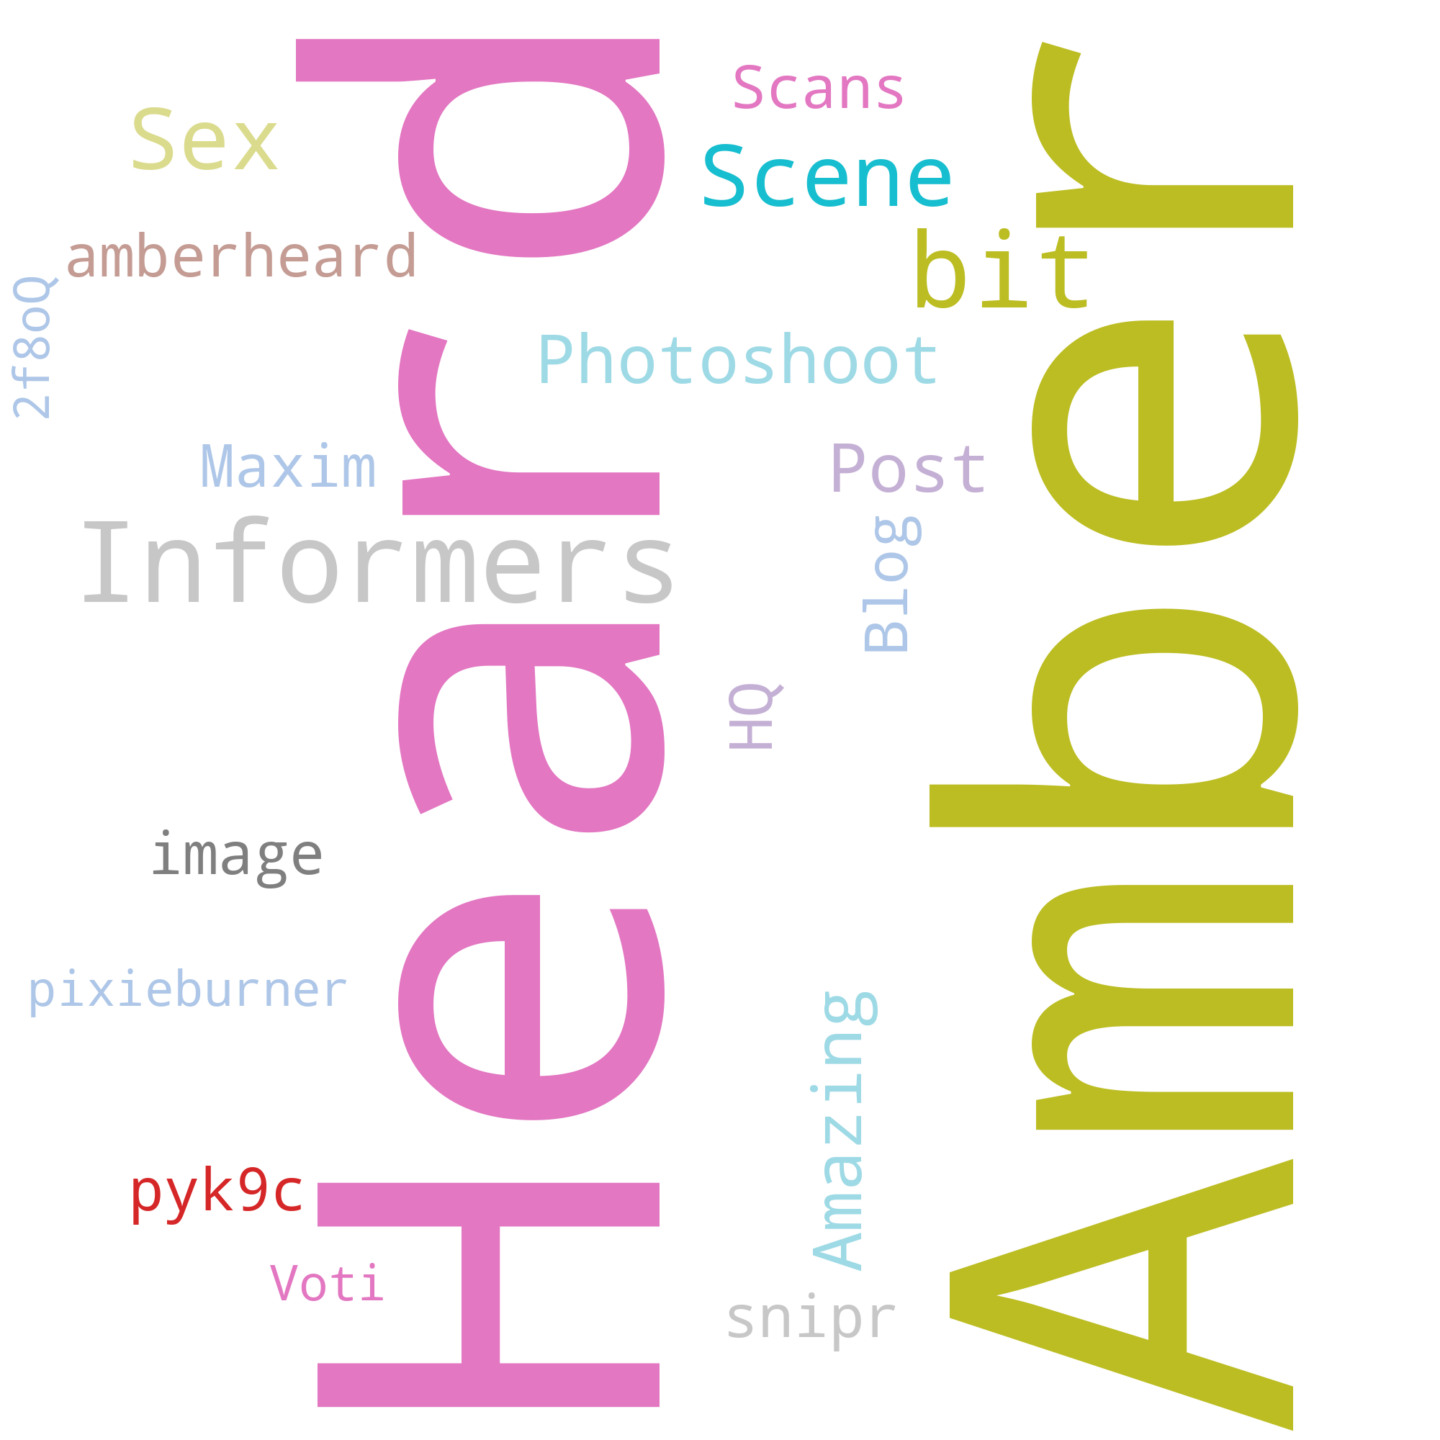 Heard
Amber
Scans
Sex
Scene
amberheard
bit
2f8oQ
Photoshoot
Maxim
Post
Informers
Blog
HQ
image
pixieburner
Amazing
pyk9c
Voti
snipr